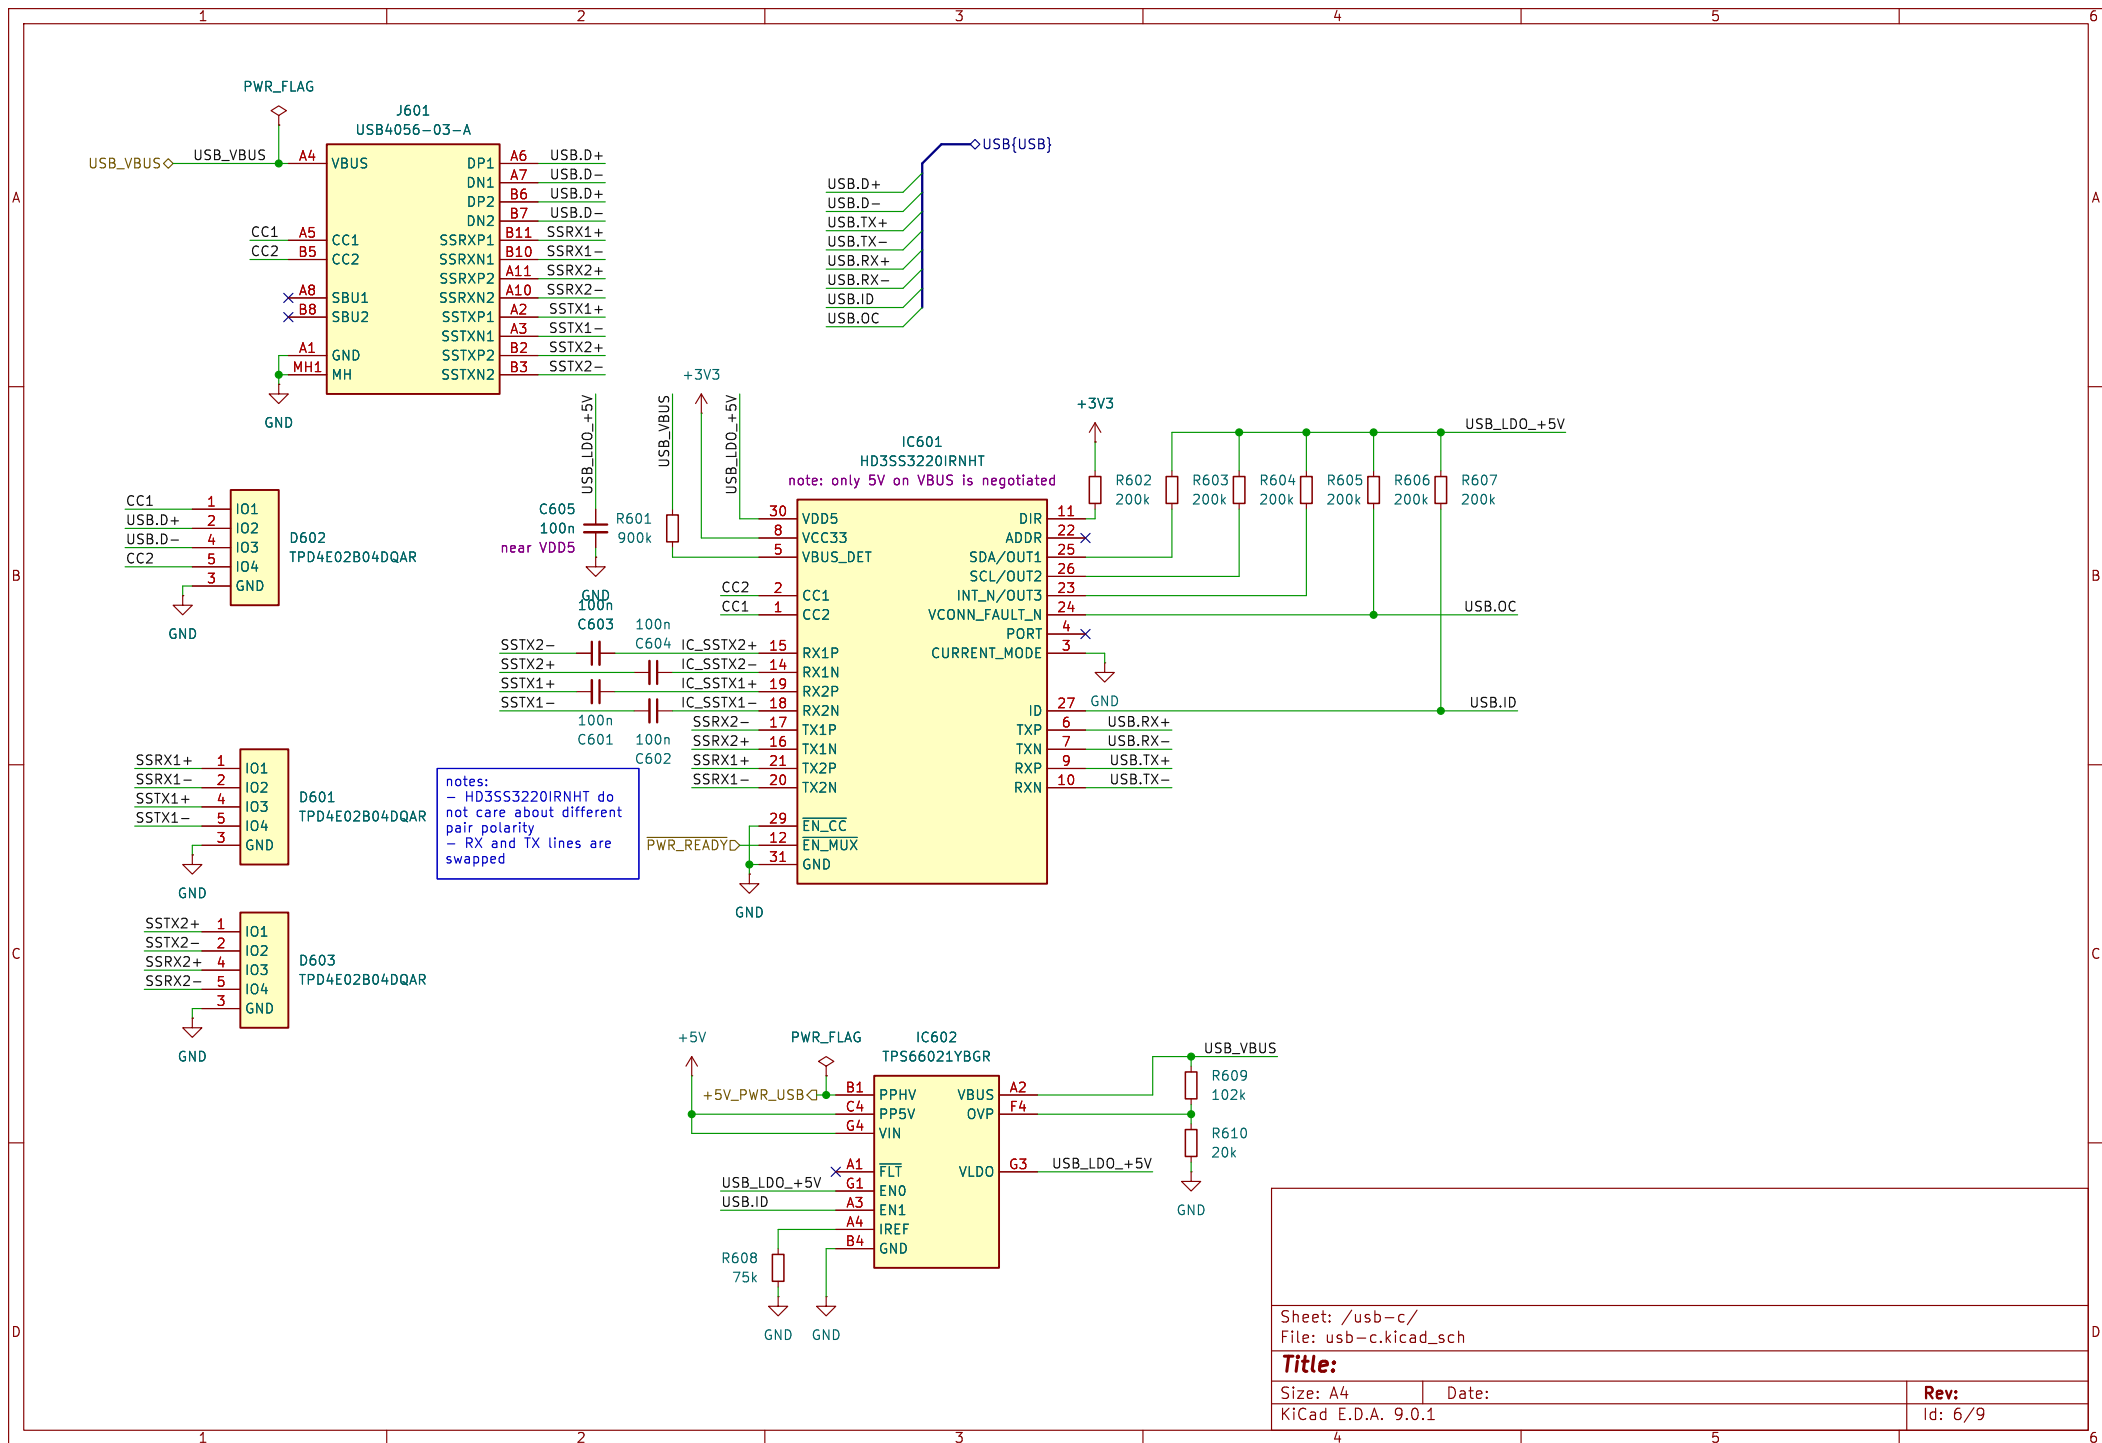 1 2 3 4 5 6
A
B
C
D
PWR_FLAG
J601
USB4056-03-A
USB_VBUS
USB_VBUS
A4 VBUS
A5 CC1
B5 CC2
A8 SBU1
B8 SBU2
A1 GND
MH1 MH
CC1
CC2
GND
DP1 A6 USB.D+
DN1 A7 USB.D-
DP2 B6 USB.D+
DN2 B7 USB.D-
SSRXP1 B11 SSRX1+
SSRXN1 B10 SSRX1-
SSRXP2 A11 SSRX2+
SSRXN2 A10 SSRX2-
SSTXP1 A2 SSTX1+
SSTXN1 A3 SSTX1-
SSTXP2 B2 SSTX2+
SSTXN2 B3 SSTX2-
USB{USB}
USB.D+
USB.D-
USB.TX+
USB.TX-
USB.RX+
USB.RX-
USB.ID
USB.OC
CC1 1 IO1
USB.D+ 2 IO2
USB.D- 4 IO3
CC2 5 IO4
3 GND
GND
D602
TPD4E02B04DQAR
SSRX1+ 1 IO1
SSRX1- 2 IO2
SSTX1+ 4 IO3
SSTX1- 5 IO4
3 GND
GND
D601
TPD4E02B04DQAR
SSTX2+ 1 IO1
SSTX2- 2 IO2
SSRX2+ 4 IO3
SSRX2- 5 IO4
3 GND
GND
D603
TPD4E02B04DQAR
notes:
- HD3SS3220IRNHT do
not care about different
pair polarity
- RX and TX lines are
swapped
USB_LDO_+5V
USB_VBUS
+3V3
USB_LDO_+5V
C605
100n
near VDD5
GND
R601
900k
IC601
HD3SS3220IRNHT
note: only 5V on VBUS is negotiated
30 VDD5
8 VCC33
5 VBUS_DET
CC2 2 CC1
CC1 1 CC2
100n
C603
100n
C604
SSTX2- IC_SSTX2+ 15 RX1P
SSTX2+ IC_SSTX2- 14 RX1N
SSTX1+ IC_SSTX1+ 19 RX2P
SSTX1- IC_SSTX1- 18 RX2N
100n
C601
100n
C602
SSRX2- 17 TX1P
SSRX2+ 16 TX1N
SSRX1+ 21 TX2P
SSRX1- 20 TX2N
29 EN_CC
PWR_READY 12 EN_MUX
31 GND
GND
DIR 11
ADDR 22
SDA/OUT1 25
SCL/OUT2 26
INT_N/OUT3 23
VCONN_FAULT_N 24 USB.OC
PORT 4
CURRENT_MODE 3
GND
ID 27 USB.ID
TXP 6 USB.RX+
TXN 7 USB.RX-
RXP 9 USB.TX+
RXN 10 USB.TX-
+3V3
USB_LDO_+5V
R602
200k
R603
200k
R604
200k
R605
200k
R606
200k
R607
200k
+5V
PWR_FLAG
IC602
TPS66021YBGR
+5V_PWR_USB
B1 PPHV
C4 PP5V
G4 VIN
A1 FLT
USB_LDO_+5V G1 EN0
USB.ID A3 EN1
A4 IREF
B4 GND
R608
75k
GND
GND
VBUS A2
OVP F4
VLDO G3 USB_LDO_+5V
USB_VBUS
R609
102k
R610
20k
GND
Sheet: /usb-c/
File: usb-c.kicad_sch
Title:
Size: A4 Date: Rev:
KiCad E.D.A. 9.0.1 Id: 6/9
A
B
C
D
1 2 3 4 5 6